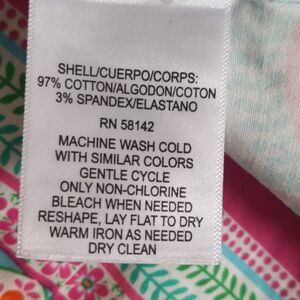 SHELL/CUERPO/CORPS:
97% COTTON/ALGODON/COTON
3% SPANDEX/ELASTANO
RN 58142
MACHINE WASH COLD
WITH SIMILAR COLORS
GENTLE CYCLE
ONLY NON-CHLORINE
BLEACH WHEN NEEDED
RESHAPE, LAY FLAT TO DRY
WARM IRON AS NEEDED
DRY CLEAN